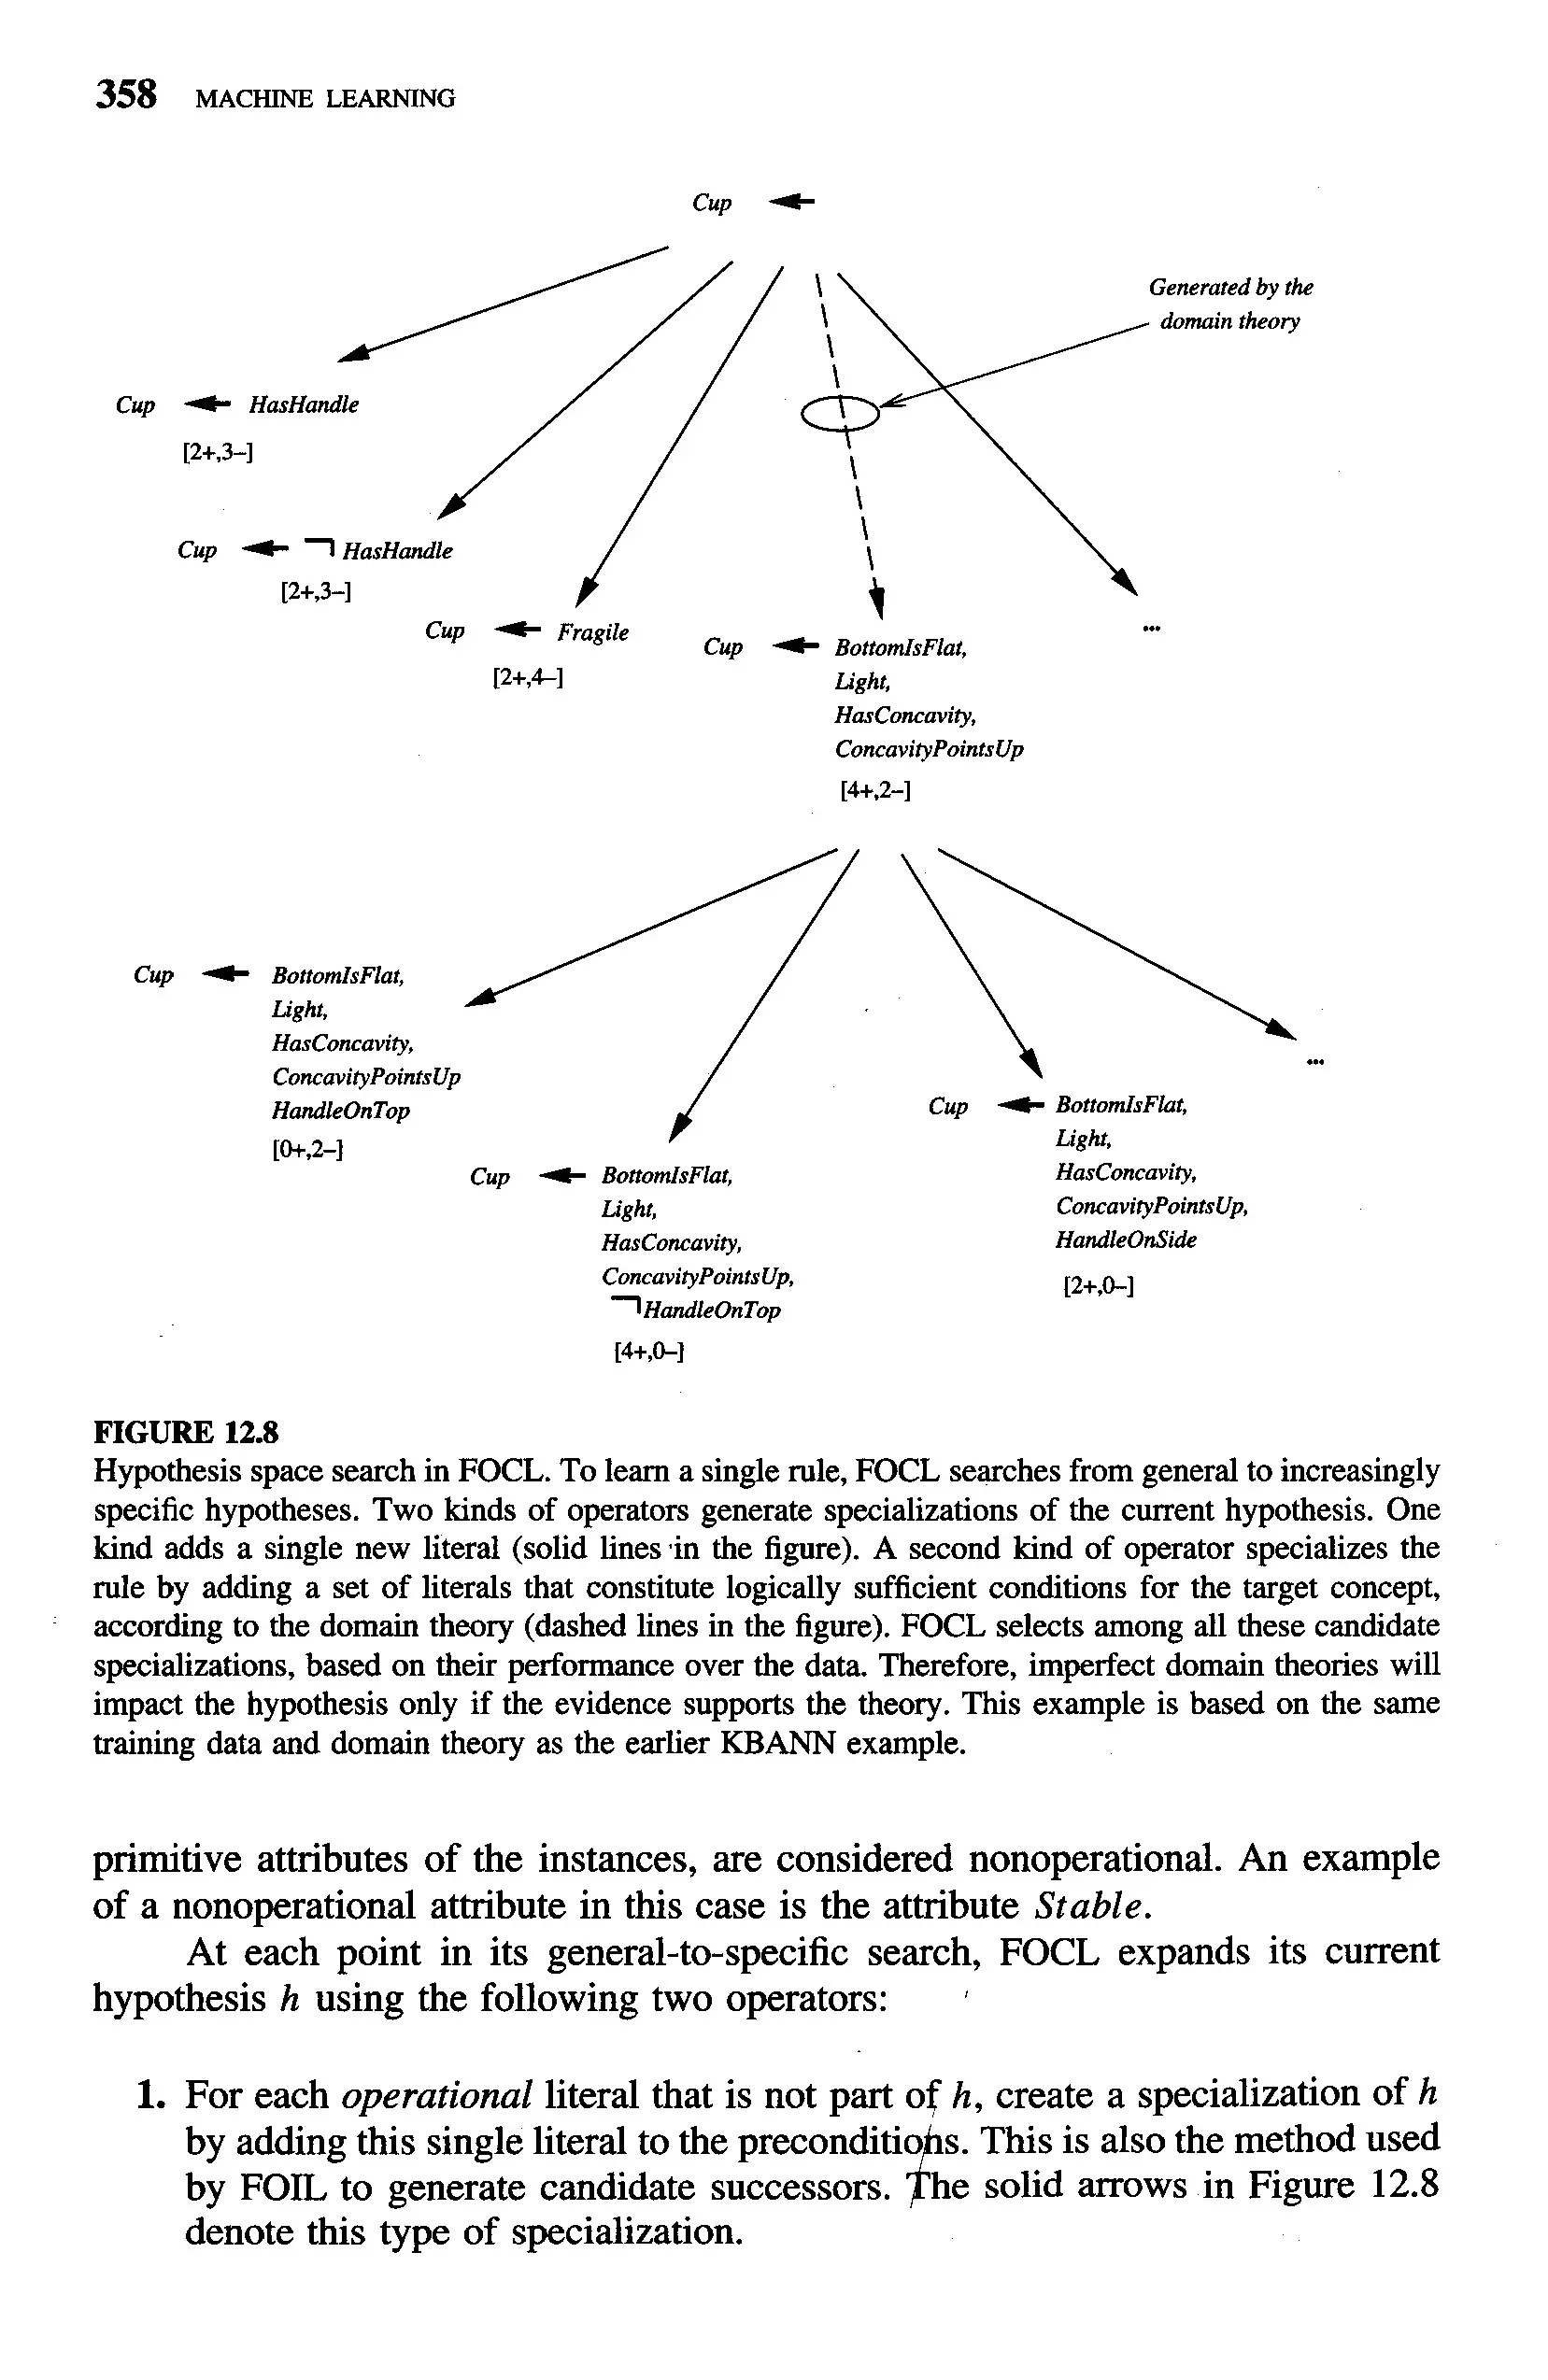 358 MACHINE LEARNING
Cup ←
Generated by the
domain theory
Cup ← HasHandle
[2+,3–]
Cup ← ¬ HasHandle
[2+,3–]
Cup ← Fragile
[2+,4–]
Cup ← BottomIsFlat,
Light,
HasConcavity,
ConcavityPointsUp
[4+,2–]
...
Cup ← BottomIsFlat,
Light,
HasConcavity,
ConcavityPointsUp
HandleOnTop
[0+,2–]
Cup ← BottomIsFlat,
Light,
HasConcavity,
ConcavityPointsUp,
¬ HandleOnTop
[4+,0–]
Cup ← BottomIsFlat,
Light,
HasConcavity,
ConcavityPointsUp,
HandleOnSide
[2+,0–]
...
FIGURE 12.8
Hypothesis space search in FOCL. To learn a single rule, FOCL searches from general to increasingly
specific hypotheses. Two kinds of operators generate specializations of the current hypothesis. One
kind adds a single new literal (solid lines in the figure). A second kind of operator specializes the
rule by adding a set of literals that constitute logically sufficient conditions for the target concept,
according to the domain theory (dashed lines in the figure). FOCL selects among all these candidate
specializations, based on their performance over the data. Therefore, imperfect domain theories will
impact the hypothesis only if the evidence supports the theory. This example is based on the same
training data and domain theory as the earlier KBANN example.
primitive attributes of the instances, are considered nonoperational. An example
of a nonoperational attribute in this case is the attribute Stable.
At each point in its general-to-specific search, FOCL expands its current
hypothesis h using the following two operators:
1. For each operational literal that is not part of h, create a specialization of h
by adding this single literal to the preconditions. This is also the method used
by FOIL to generate candidate successors. The solid arrows in Figure 12.8
denote this type of specialization.